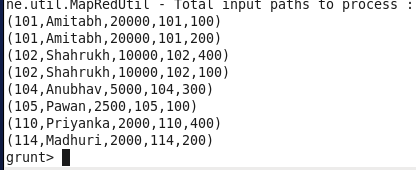 ne.util.MapRedUtil - Total input paths to process :
(101,Amitabh,20000,101,100)
(101,Amitabh,20000,101,200)
(102,Shahrukh,10000,102,400)
(102,Shahrukh,10000,102,100)
(104,Anubhav,5000,104,300)
(105,Pawan,2500,105,100)
(110,Priyanka,2000,110,400)
(114,Madhuri,2000,114,200)
grunt>